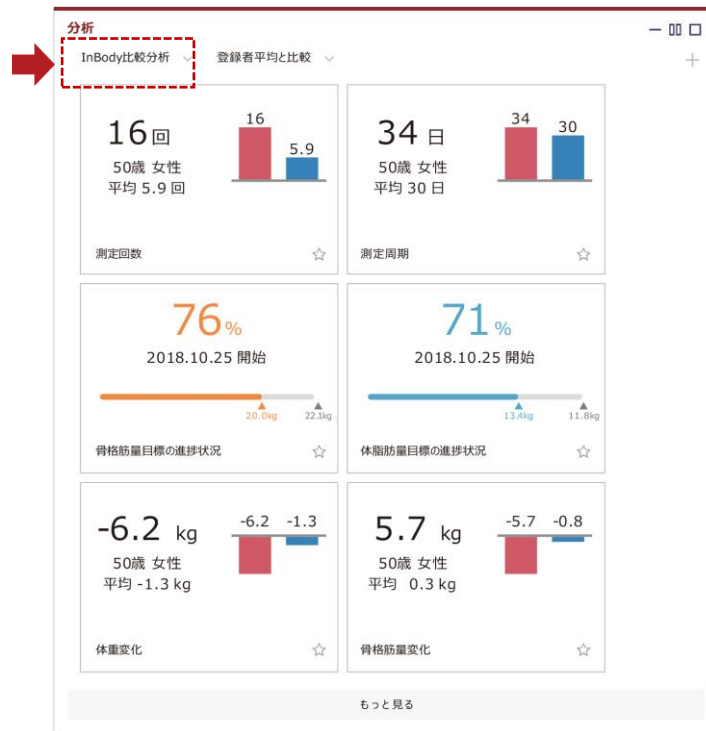 分析
InBody比較分析 登録者平均と比較
16回
50歳 女性
平均 5.9 回
16
5.9
測定回数
34 日
50歳 女性
平均 30 日
34
30
測定周期
76%
2018.10.25 開始
20.0kg
22.1kg
骨格筋量目標の進捗状況
71%
2018.10.25 開始
13.4kg
11.8kg
体脂肪量目標の進捗状況
-6.2 kg
50歳 女性
平均 -1.3 kg
-6.2 -1.3
体重変化
5.7 kg
50歳 女性
平均 0.3 kg
-5.7 -0.8
骨格筋量変化
もっと見る